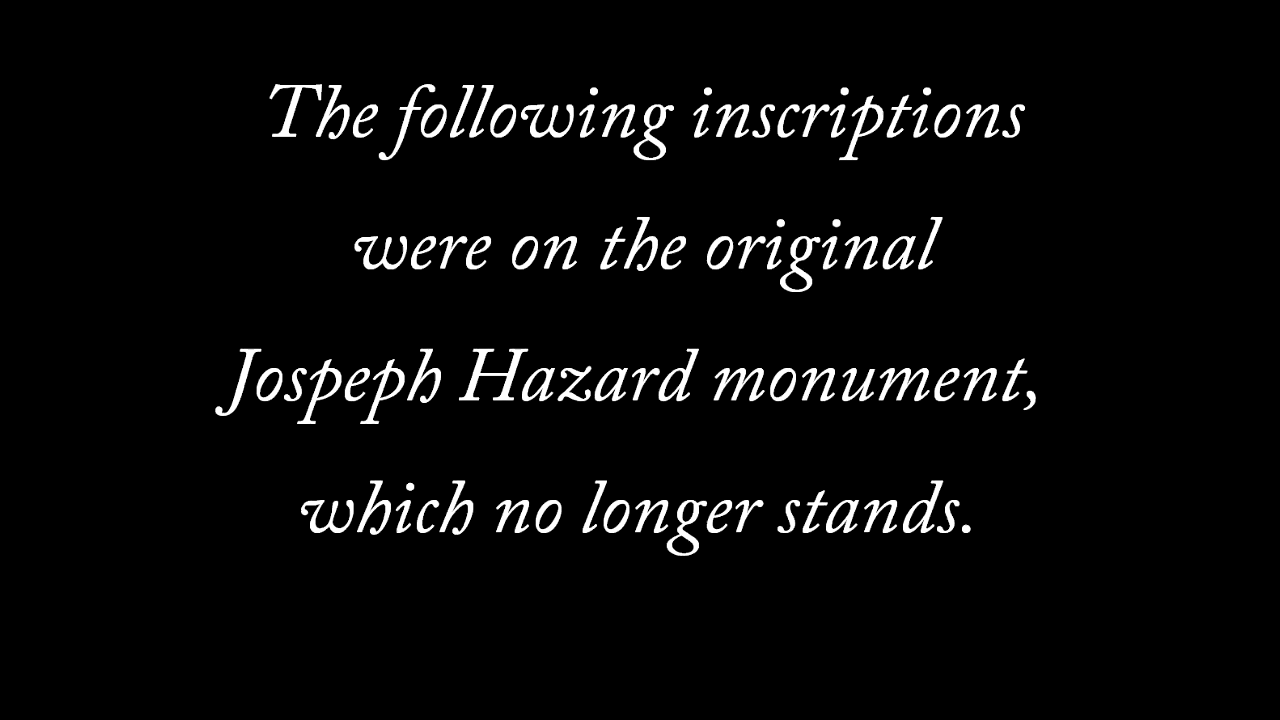 The following inscriptions
were on the original
Jospeph Hazard monument,
which no longer stands.